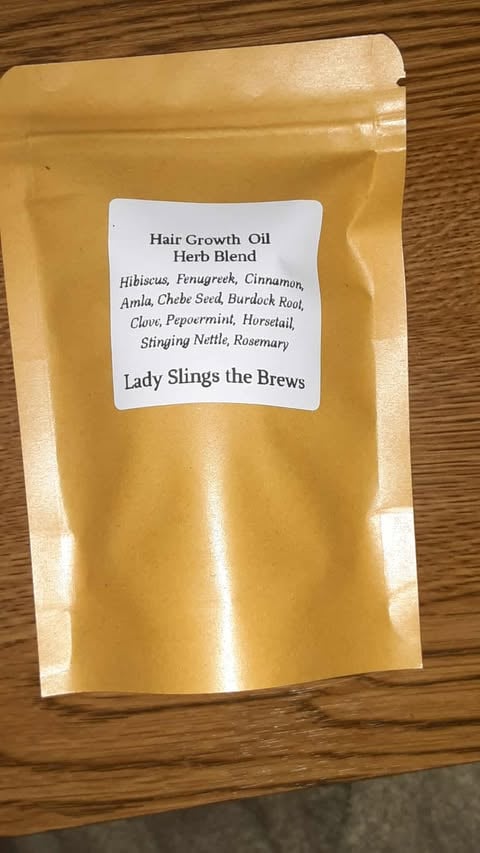 Hair Growth Oil
Herb Blend
Hibiscus, Fenugreek, Cinnamon,
Amla, Chebe Seed, Burdock Root,
Clove, Pepoermint, Horsetail,
Stinging Nettle, Rosemary
Lady Slings the Brews